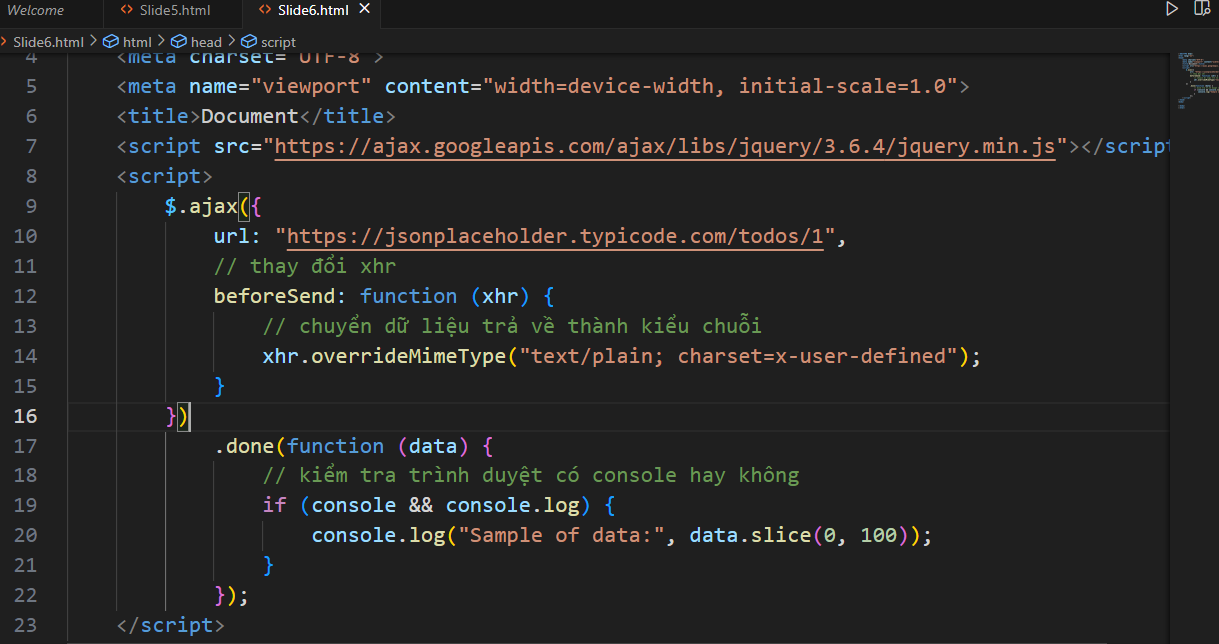 Welcome
Slide5.html
Slide6.html
Slide6.html > html > head > script
4 <meta charset="UTF-8">
5 <meta name="viewport" content="width=device-width, initial-scale=1.0">
6 <title>Document</title>
7 <script src="https://ajax.googleapis.com/ajax/libs/jquery/3.6.4/jquery.min.js"></script
8 <script>
9 $.ajax({
10 url: "https://jsonplaceholder.typicode.com/todos/1",
11 // thay đổi xhr
12 beforeSend: function (xhr) {
13 // chuyển dữ liệu trả về thành kiểu chuỗi
14 xhr.overrideMimeType("text/plain; charset=x-user-defined");
15 }
16 })
17 .done(function (data) {
18 // kiểm tra trình duyệt có console hay không
19 if (console && console.log) {
20 console.log("Sample of data:", data.slice(0, 100));
21 }
22 });
23 </script>